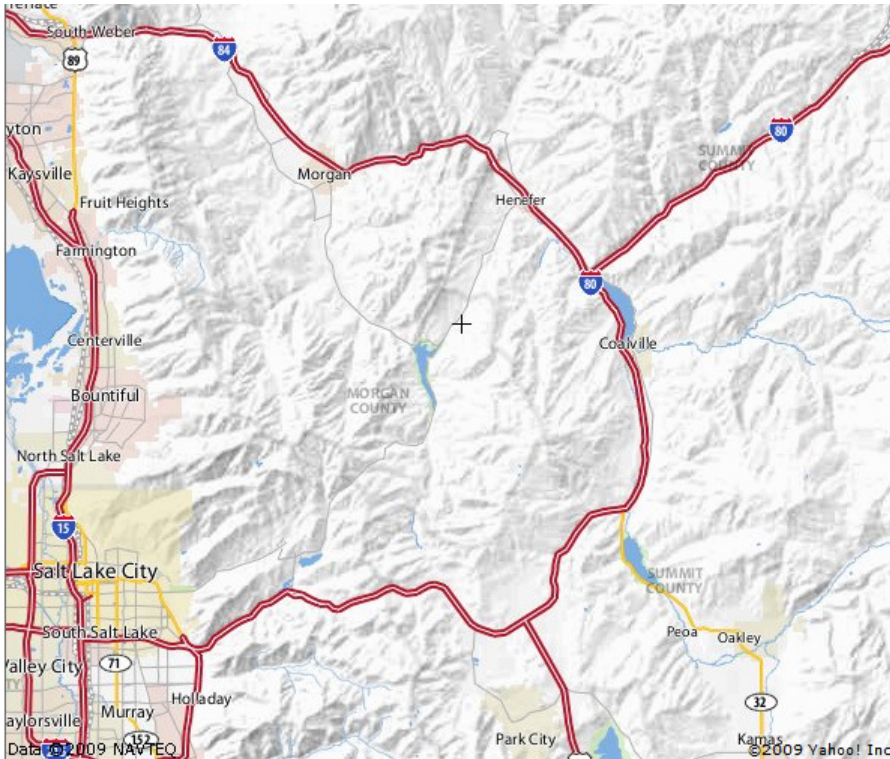 Terrace
South Weber
84
89
80
yton
SUMMIT
COUNTY
Kaysville
Morgan
Henefer
Fruit Heights
Farmington
80
Centerville
Coalville
MORGAN
COUNTY
Bountiful
North Salt Lake
15
Salt Lake City
SUMMIT
COUNTY
South Salt Lake
Peoa
Oakley
71
Valley City
Holladay
32
Murray
aylorsville
152
Park City
Kamas
Data ©2009 NAVTEQ
©2009 Yahoo! Inc